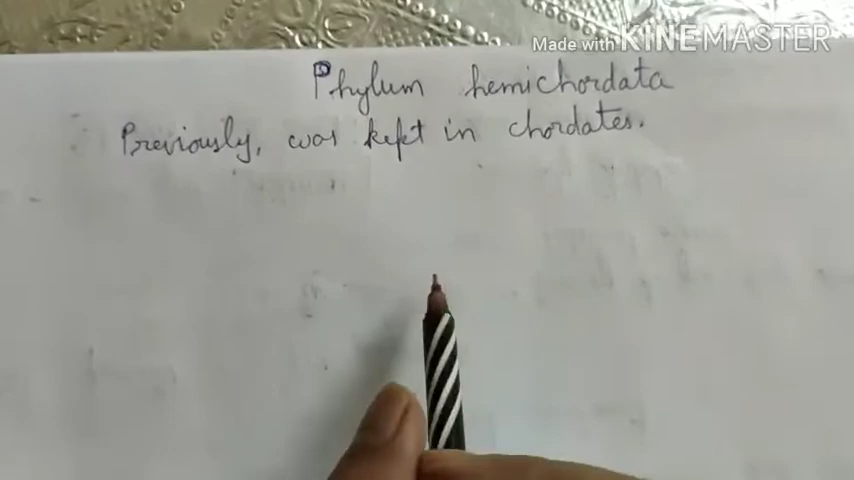 Made with KINEMASTER
Phylum hemichordata
Previously, was kept in chordates.